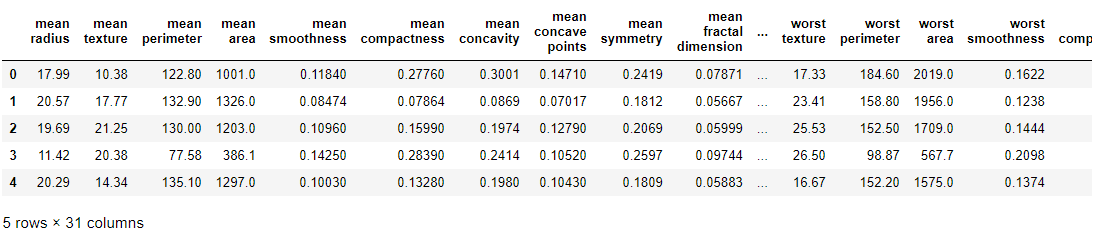 mean radius mean texture mean perimeter mean area mean smoothness mean compactness mean concavity mean concave points mean symmetry mean fractal dimension ... worst texture worst perimeter worst area worst smoothness comp
0 17.99 10.38 122.80 1001.0 0.11840 0.27760 0.3001 0.14710 0.2419 0.07871 ... 17.33 184.60 2019.0 0.1622
1 20.57 17.77 132.90 1326.0 0.08474 0.07864 0.0869 0.07017 0.1812 0.05667 ... 23.41 158.80 1956.0 0.1238
2 19.69 21.25 130.00 1203.0 0.10960 0.15990 0.1974 0.12790 0.2069 0.05999 ... 25.53 152.50 1709.0 0.1444
3 11.42 20.38 77.58 386.1 0.14250 0.28390 0.2414 0.10520 0.2597 0.09744 ... 26.50 98.87 567.7 0.2098
4 20.29 14.34 135.10 1297.0 0.10030 0.13280 0.1980 0.10430 0.1809 0.05883 ... 16.67 152.20 1575.0 0.1374
5 rows × 31 columns